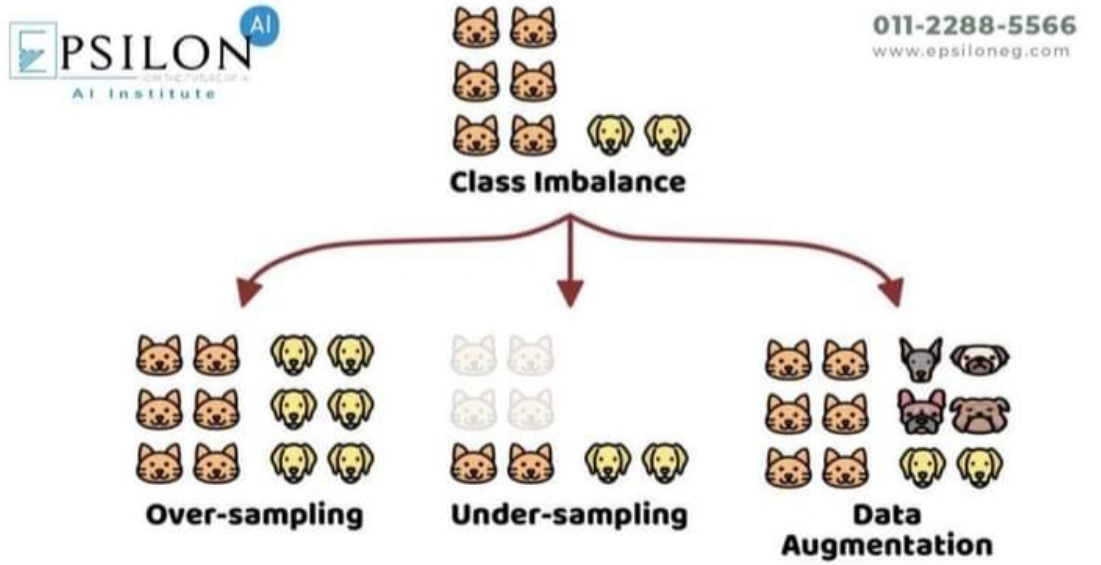 EPSILON AI
AI Institute
011-2288-5566
www.epsiloneg.com
Class Imbalance
Over-sampling
Under-sampling
Data
Augmentation